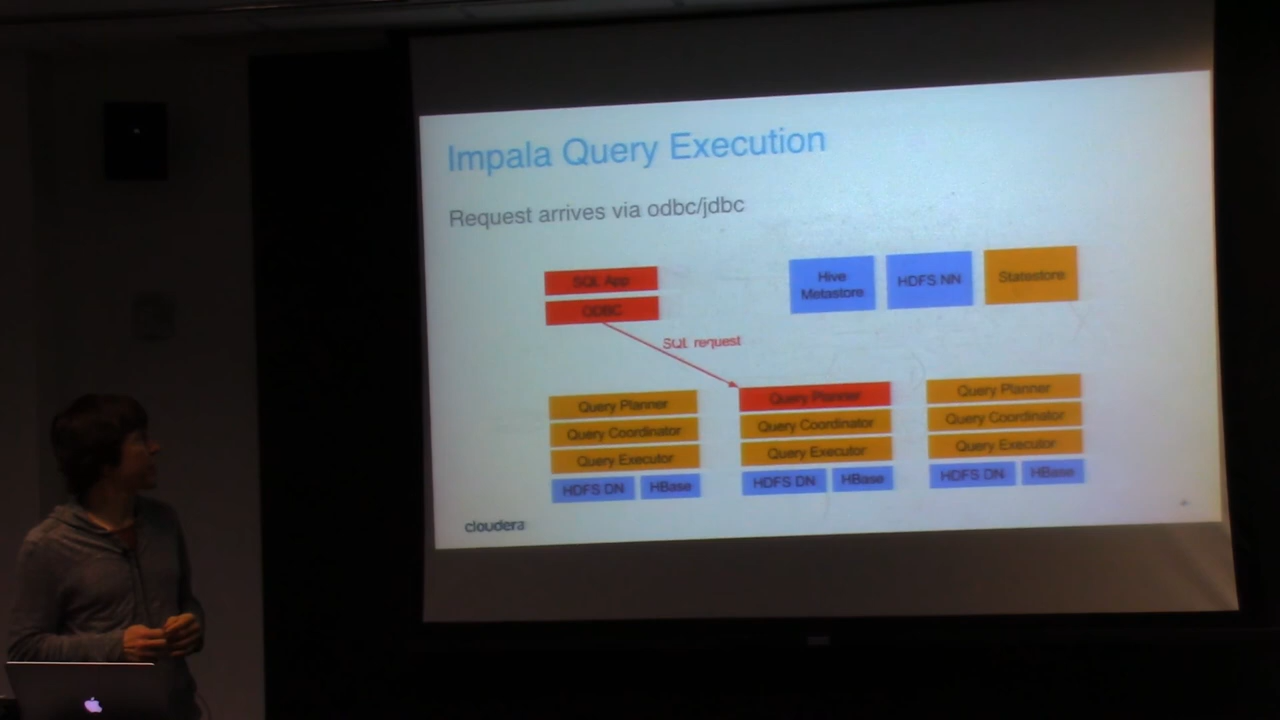 Impala Query Execution
Request arrives via odbc/jdbc
SQL App
ODBC
Hive
Metastore
HDFS NN
Statestore
SQL request
Query Planner
Query Coordinator
Query Executor
HDFS DN HBase
Query Planner
Query Coordinator
Query Executor
HDFS DN HBase
Query Planner
Query Coordinator
Query Executor
HDFS DN HBase
cloudera